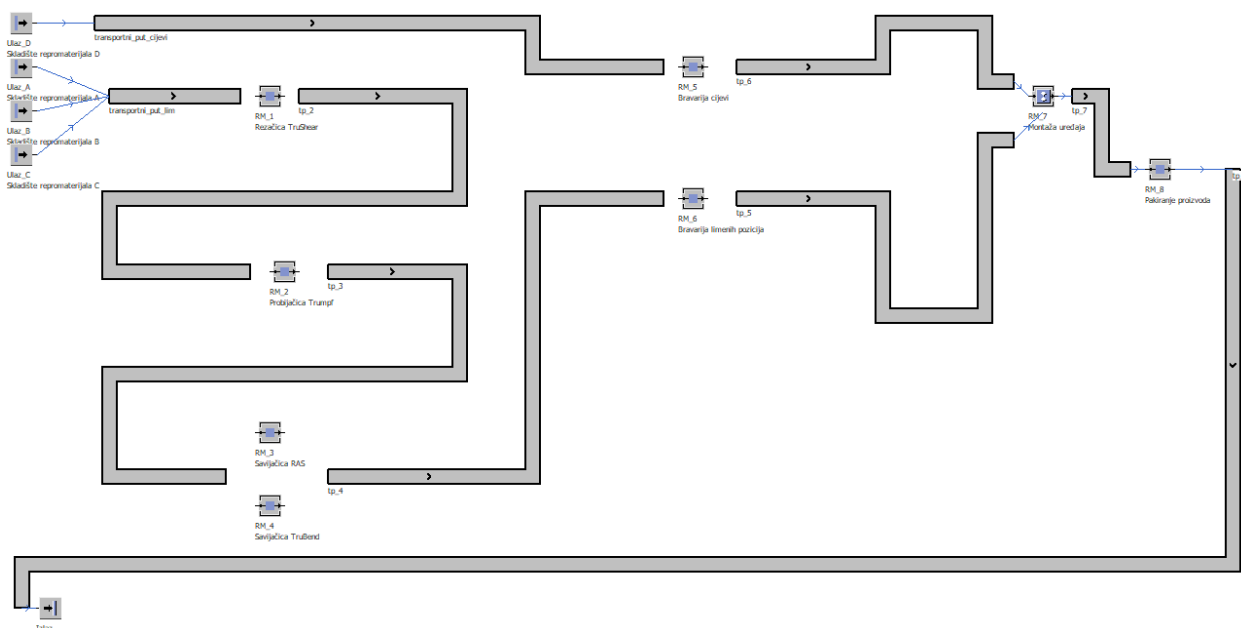 Ulaz_D
Skladište repromaterijala D
transportni_put_cijevi
Ulaz_A
Skladište repromaterijala A
Ulaz_B
Skladište repromaterijala B
Ulaz_C
Skladište repromaterijala C
transportni_put_lim
RM_1
Rezačica TruShear
tp_2
RM_5
Bravarija cijevi
tp_6
RM_7
Montaža uređaja
tp_7
RM_8
Pakiranje proizvoda
tp
RM_6
Bravarija limenih pozicija
tp_5
RM_2
Probijačica Trumpf
tp_3
RM_3
Savijačica RAS
tp_4
RM_4
Savijačica TruBend